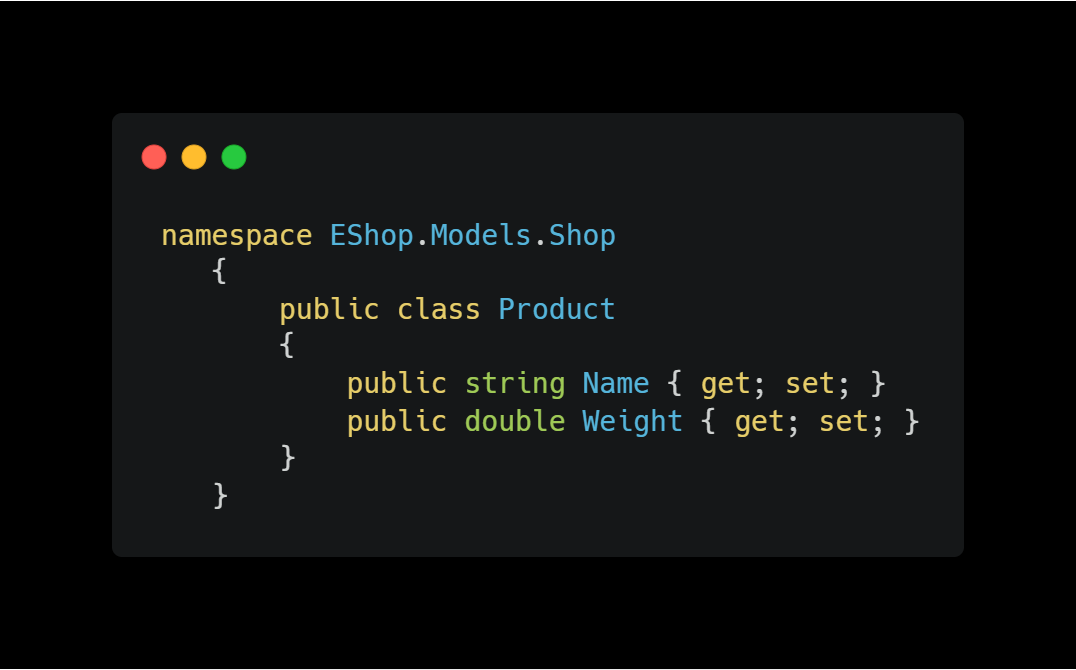 namespace EShop.Models.Shop
{
public class Product
{
public string Name { get; set; }
public double Weight { get; set; }
}
}